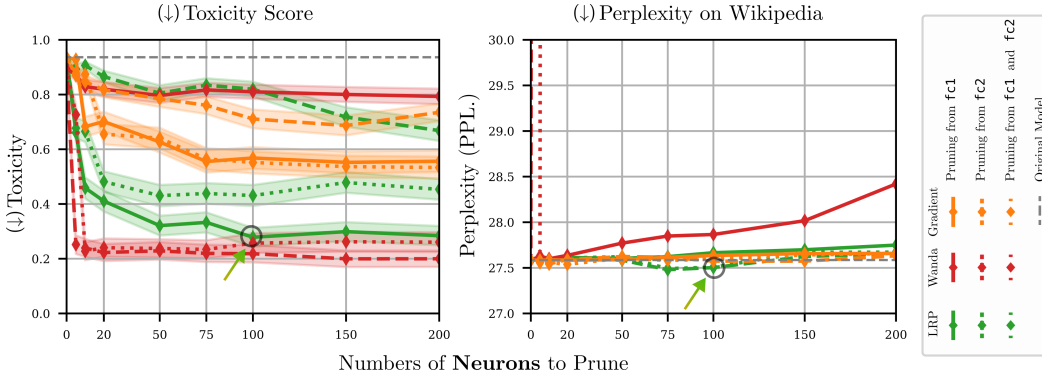 (↓) Toxicity Score
(↓) Perplexity on Wikipedia
(↓) Toxicity
1.0
0.8
0.6
0.4
0.2
0.0
0
20
50
75
100
150
200
Perplexity (PPL.)
30.0
29.5
29.0
28.5
28.0
27.5
27.0
0
20
50
75
100
150
200
Numbers of Neurons to Prune
LRP
Wanda
Gradient
Pruning from fc1
Pruning from fc2
Pruning from fc1 and fc2
Original Model